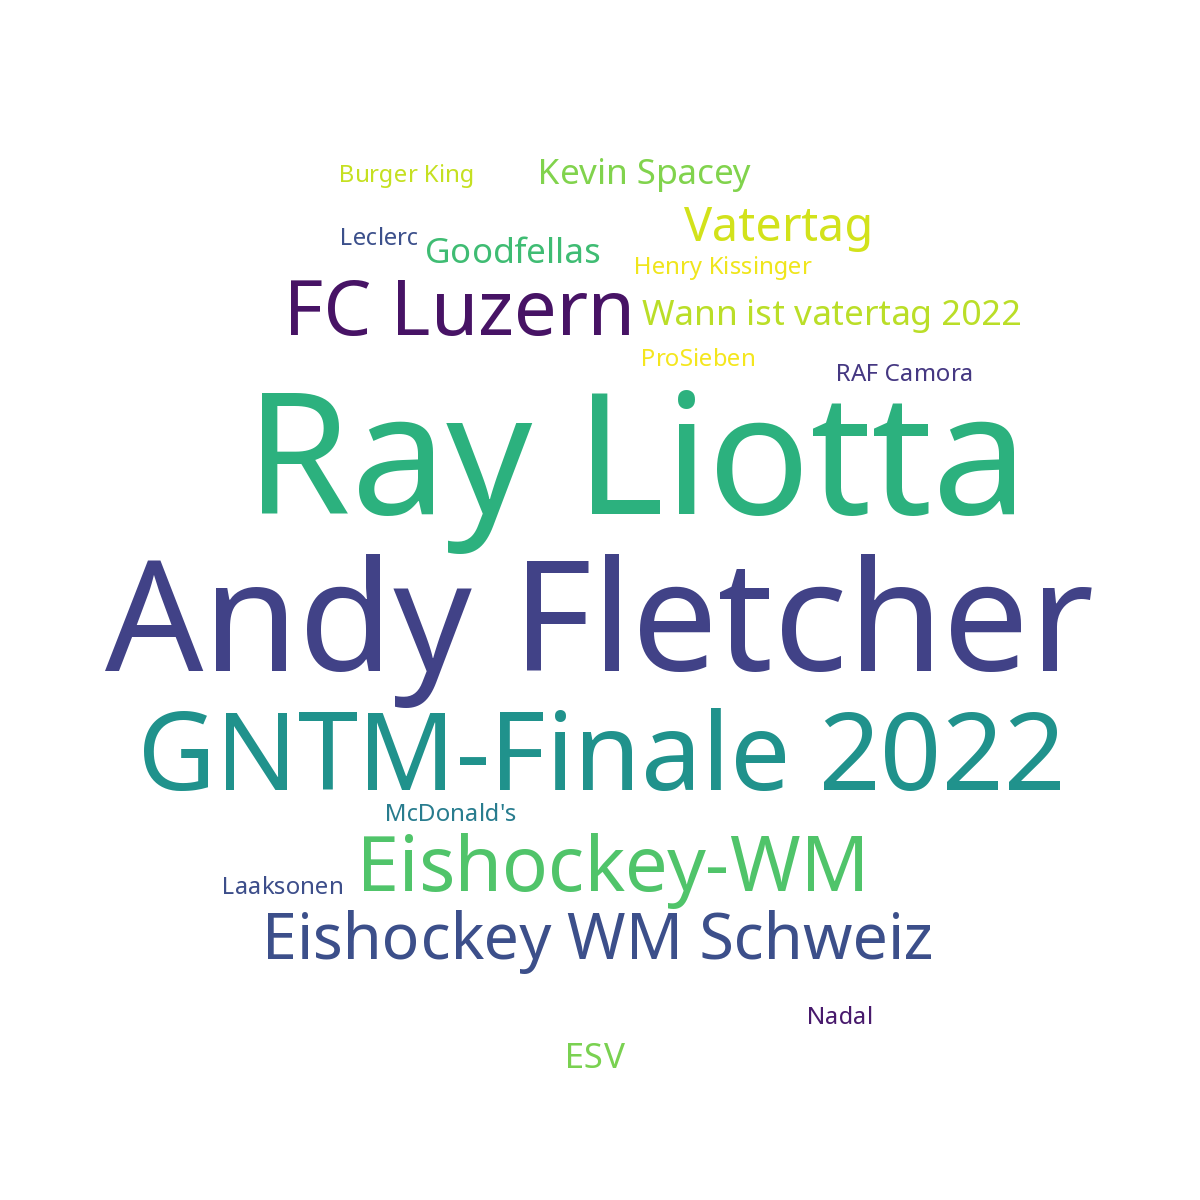 Burger King
Kevin Spacey
Vatertag
Leclerc
Goodfellas
Henry Kissinger
FC Luzern
Wann ist vatertag 2022
ProSieben
RAF Camora
Ray Liotta
Andy Fletcher
GNTM-Finale 2022
McDonald's
Eishockey-WM
Laaksonen
Eishockey WM Schweiz
Nadal
ESV